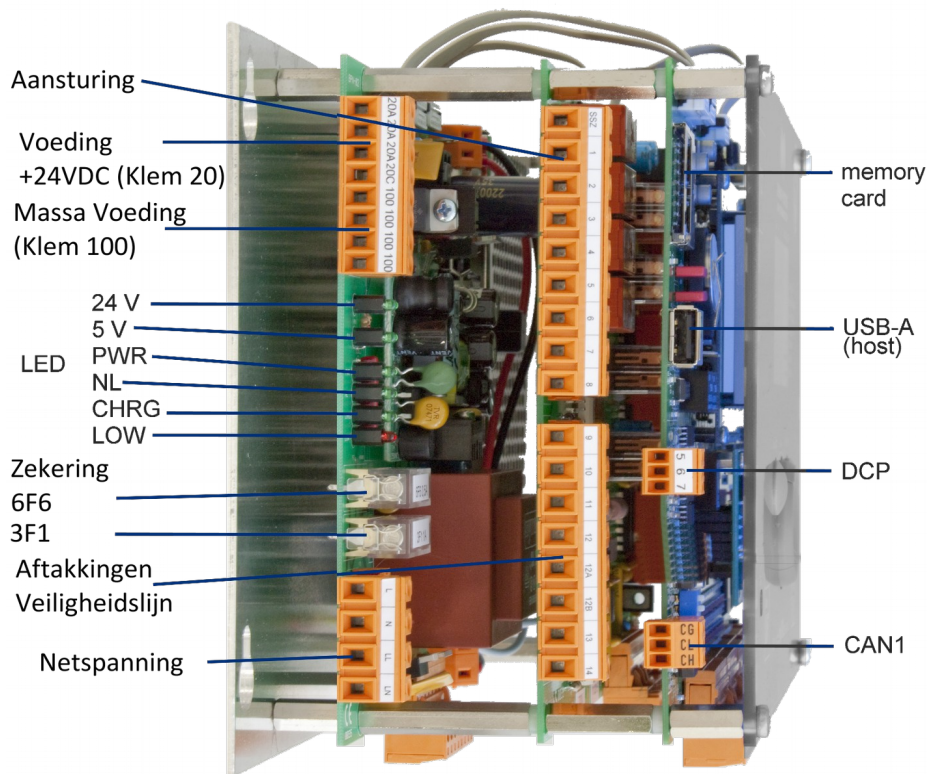 Aansturing
Voeding
+24VDC (Klem 20)
Massa Voeding
(Klem 100)
24 V
5 V
LED
PWR
NL
CHRG
LOW
Zekering
6F6
3F1
Aftakkingen
Veiligheidslijn
Netspanning
20A
20A
20A
20C
100
100
100
100
L
N
LL
LN
SSZ
1
2
3
4
5
6
7
8
9
10
11
12
12A
12B
13
14
memory
card
USB-A
(host)
5
6
7
DCP
CG
CL
CH
CAN1